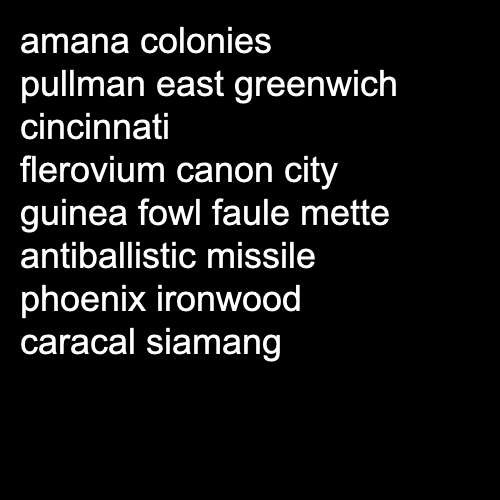 amana colonies
pullman east greenwich
cincinnati
flerovium canon city
guinea fowl faule mette
antiballistic missile
phoenix ironwood
caracal siamang